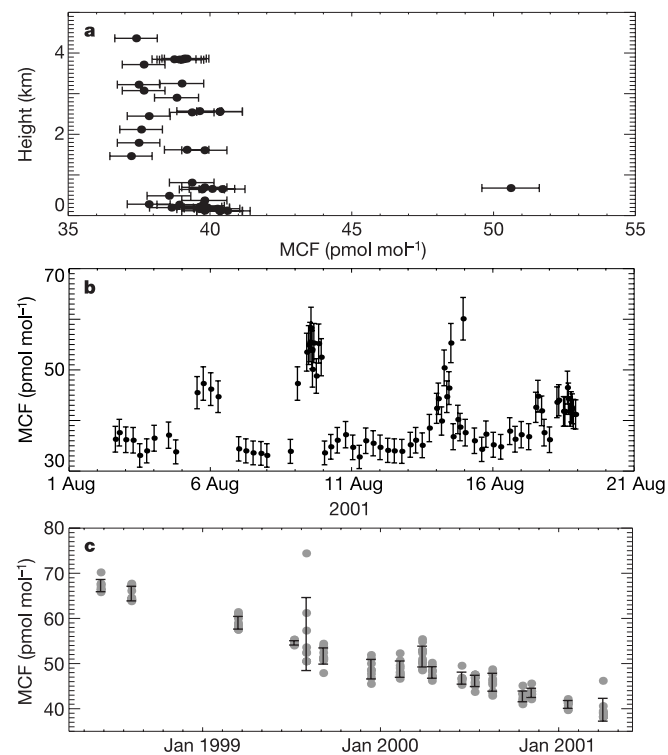 a
4
2
0
Height (km)
35 40 45 50 55
MCF (pmol mol⁻¹)
b
70
50
30
MCF (pmol mol⁻¹)
1 Aug 6 Aug 11 Aug 16 Aug 21 Aug
2001
c
80
70
60
50
40
MCF (pmol mol⁻¹)
Jan 1999 Jan 2000 Jan 2001